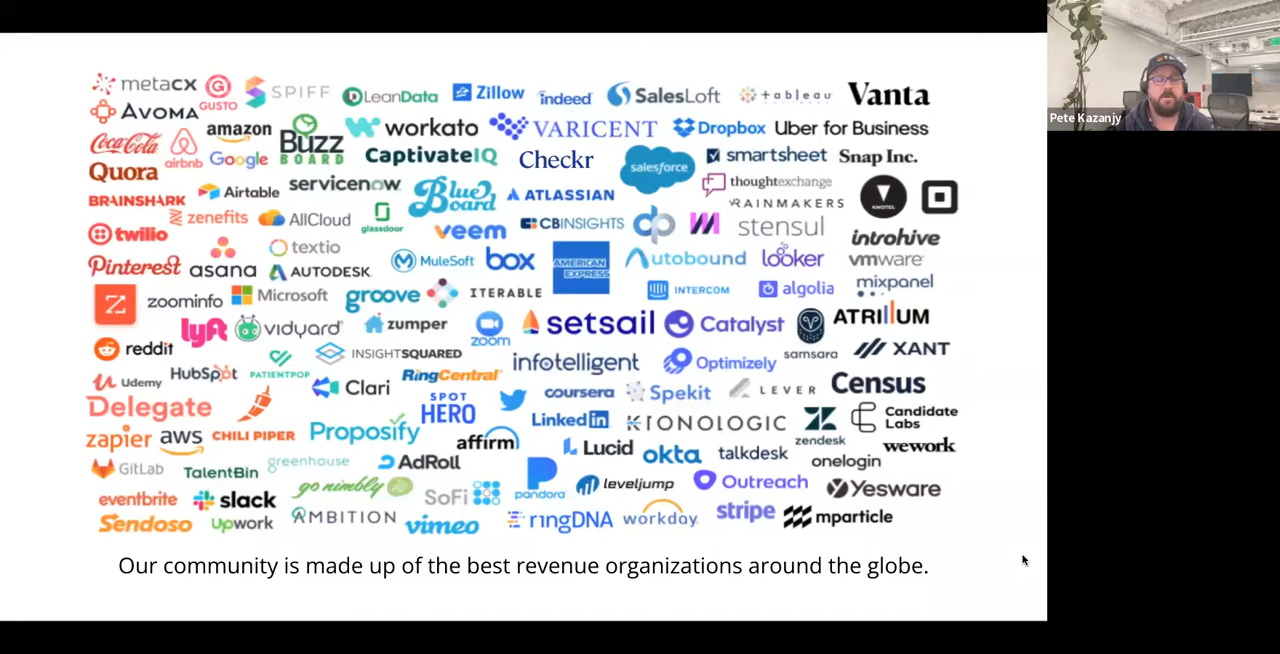 metacx
GUSTO
SPIFF
LeanData
Zillow
indeed
SalesLoft
+ableau
Vanta
AVOMA
Coca-Cola
airbnb
amazon
Google
Buzz
BOARD
workato
VARICENT
Dropbox
Uber for Business
CaptivateIQ
Checkr
salesforce
smartsheet
Snap Inc.
Quora
BRAINSHARK
Airtable
servicenow
Blue
Board
ATLASSIAN
thoughtexchange
RAINMAKERS
KNOTEL
zenefits
AllCloud
glassdoor
veem
CBINSIGHTS
dp
stensul
introhive
twilio
textio
Pinterest
asana
AUTODESK
MuleSoft
box
AMERICAN
EXPRESS
Autobound
looker
vmware
Z
zoominfo
Microsoft
groove
ITERABLE
INTERCOM
algolia
mixpanel
lyft
vidyard
zumper
zoom
setsail
Catalyst
samsara
ATRIUM
reddit
INSIGHTSQUARED
infotelligent
Optimizely
XANT
Udemy
HubSpot
PATIENTPOP
Clari
RingCentral
coursera
Spekit
LEVER
Census
Delegate
SPOT
HERO
LinkedIn
KRONOLOGIC
zendesk
Candidate
Labs
zapier
aws
CHILI PIPER
Proposify
affirm
Lucid
okta
talkdesk
onelogin
wework
GitLab
TalentBin
greenhouse
AdRoll
pandora
leveljump
Outreach
Yesware
eventbrite
slack
go nimbly
SoFi
Sendoso
Upwork
AMBITION
vimeo
ringDNA
workday
stripe
mparticle
Our community is made up of the best revenue organizations around the globe.
Pete Kazanjy